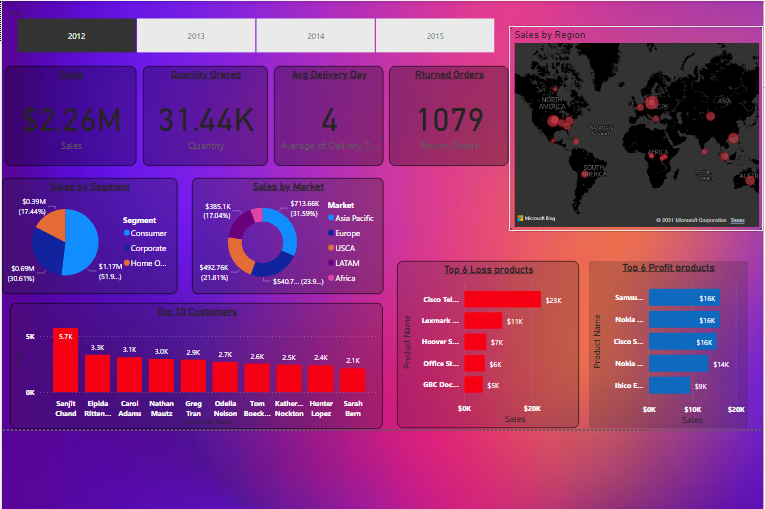 2012
2013
2014
2015
Sales
Quantity Orered
Avg Delivery Day
Rturned Orders
$2.26M
31.44K
4
1079
Sales
Quantity
Average of Delivery D...
Return Orders
Sales by Region
NORTH
AMERICA
Atlantic
Ocean
ASIA
AFRICA
SOUTH
AMERICA
Indian
Ocean
Microsoft Bing
© 2021 Microsoft Corporation Terms
Sales by Segment
$0.39M
(17.44%)
$0.69M
(30.61%)
$1.17M
(51.9...)
Segment
Consumer
Corporate
Home O...
Sales by Market
$385.1K
(17.04%)
$713.66K
(31.59%)
$492.76K
(21.81%)
$540.7... (23.9...)
Market
Asia Pacific
Europe
USCA
LATAM
Africa
Top 10 Customers
5K
0K
5.7K
3.3K
3.1K
3.0K
2.9K
2.7K
2.6K
2.5K
2.4K
2.1K
Sanjit
Chand
Elpida
Ritten...
Carol
Adams
Nathan
Mautz
Greg
Tran
Odella
Nelson
Tom
Boeck...
Kather...
Nockton
Hunter
Lopez
Sarah
Bern
Top 6 Loss products
Product Name
Cisco Tel...
$23K
Lexmark ...
$11K
Hoover S...
$7K
Office St...
$6K
GBC Doc...
$5K
$0K
$20K
Sales
Top 6 Profit products
Product Name
Samsu...
$16K
Nokia ...
$16K
Cisco S...
$16K
Nokia ...
$14K
Ibico E...
$9K
$0K
$10K
$20K
Sales